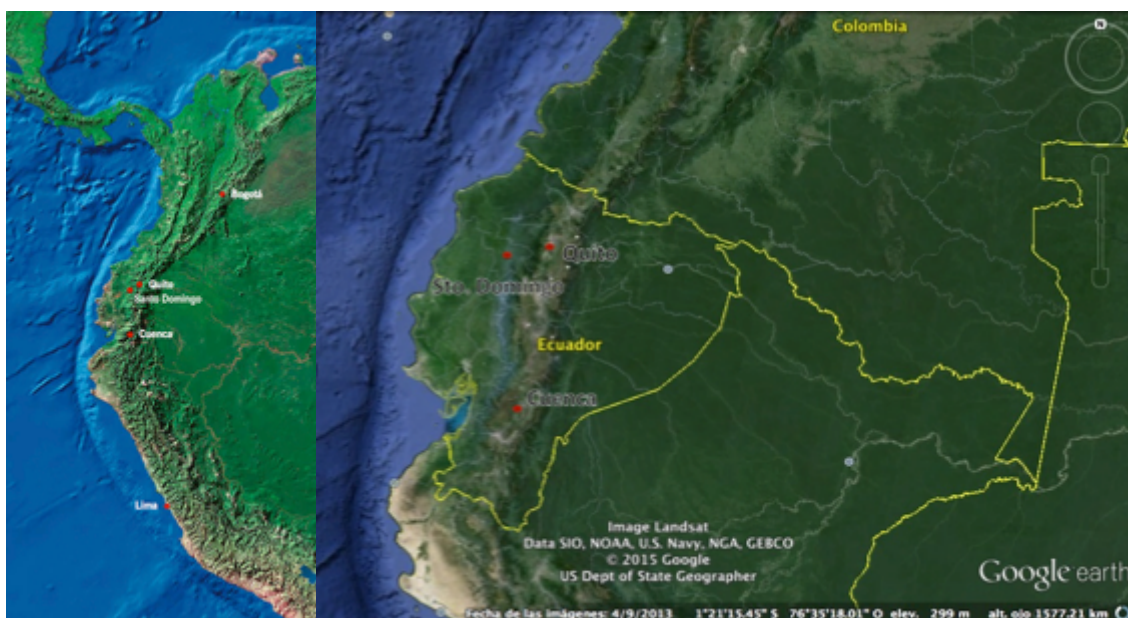 Bogotá
Quito
Santo Domingo
Cuenca
Lima
Colombia
N
Quito
Sto. Domingo
Ecuador
Cuenca
Image Landsat
Data SIO, NOAA, U.S. Navy, NGA, GEBCO
© 2015 Google
US Dept of State Geographer
Google earth
Fecha de las imágenes: 4/9/2013 1°21'15.45" S 76°35'18.01" O elev. 299 m alt. ojo 1577.21 km